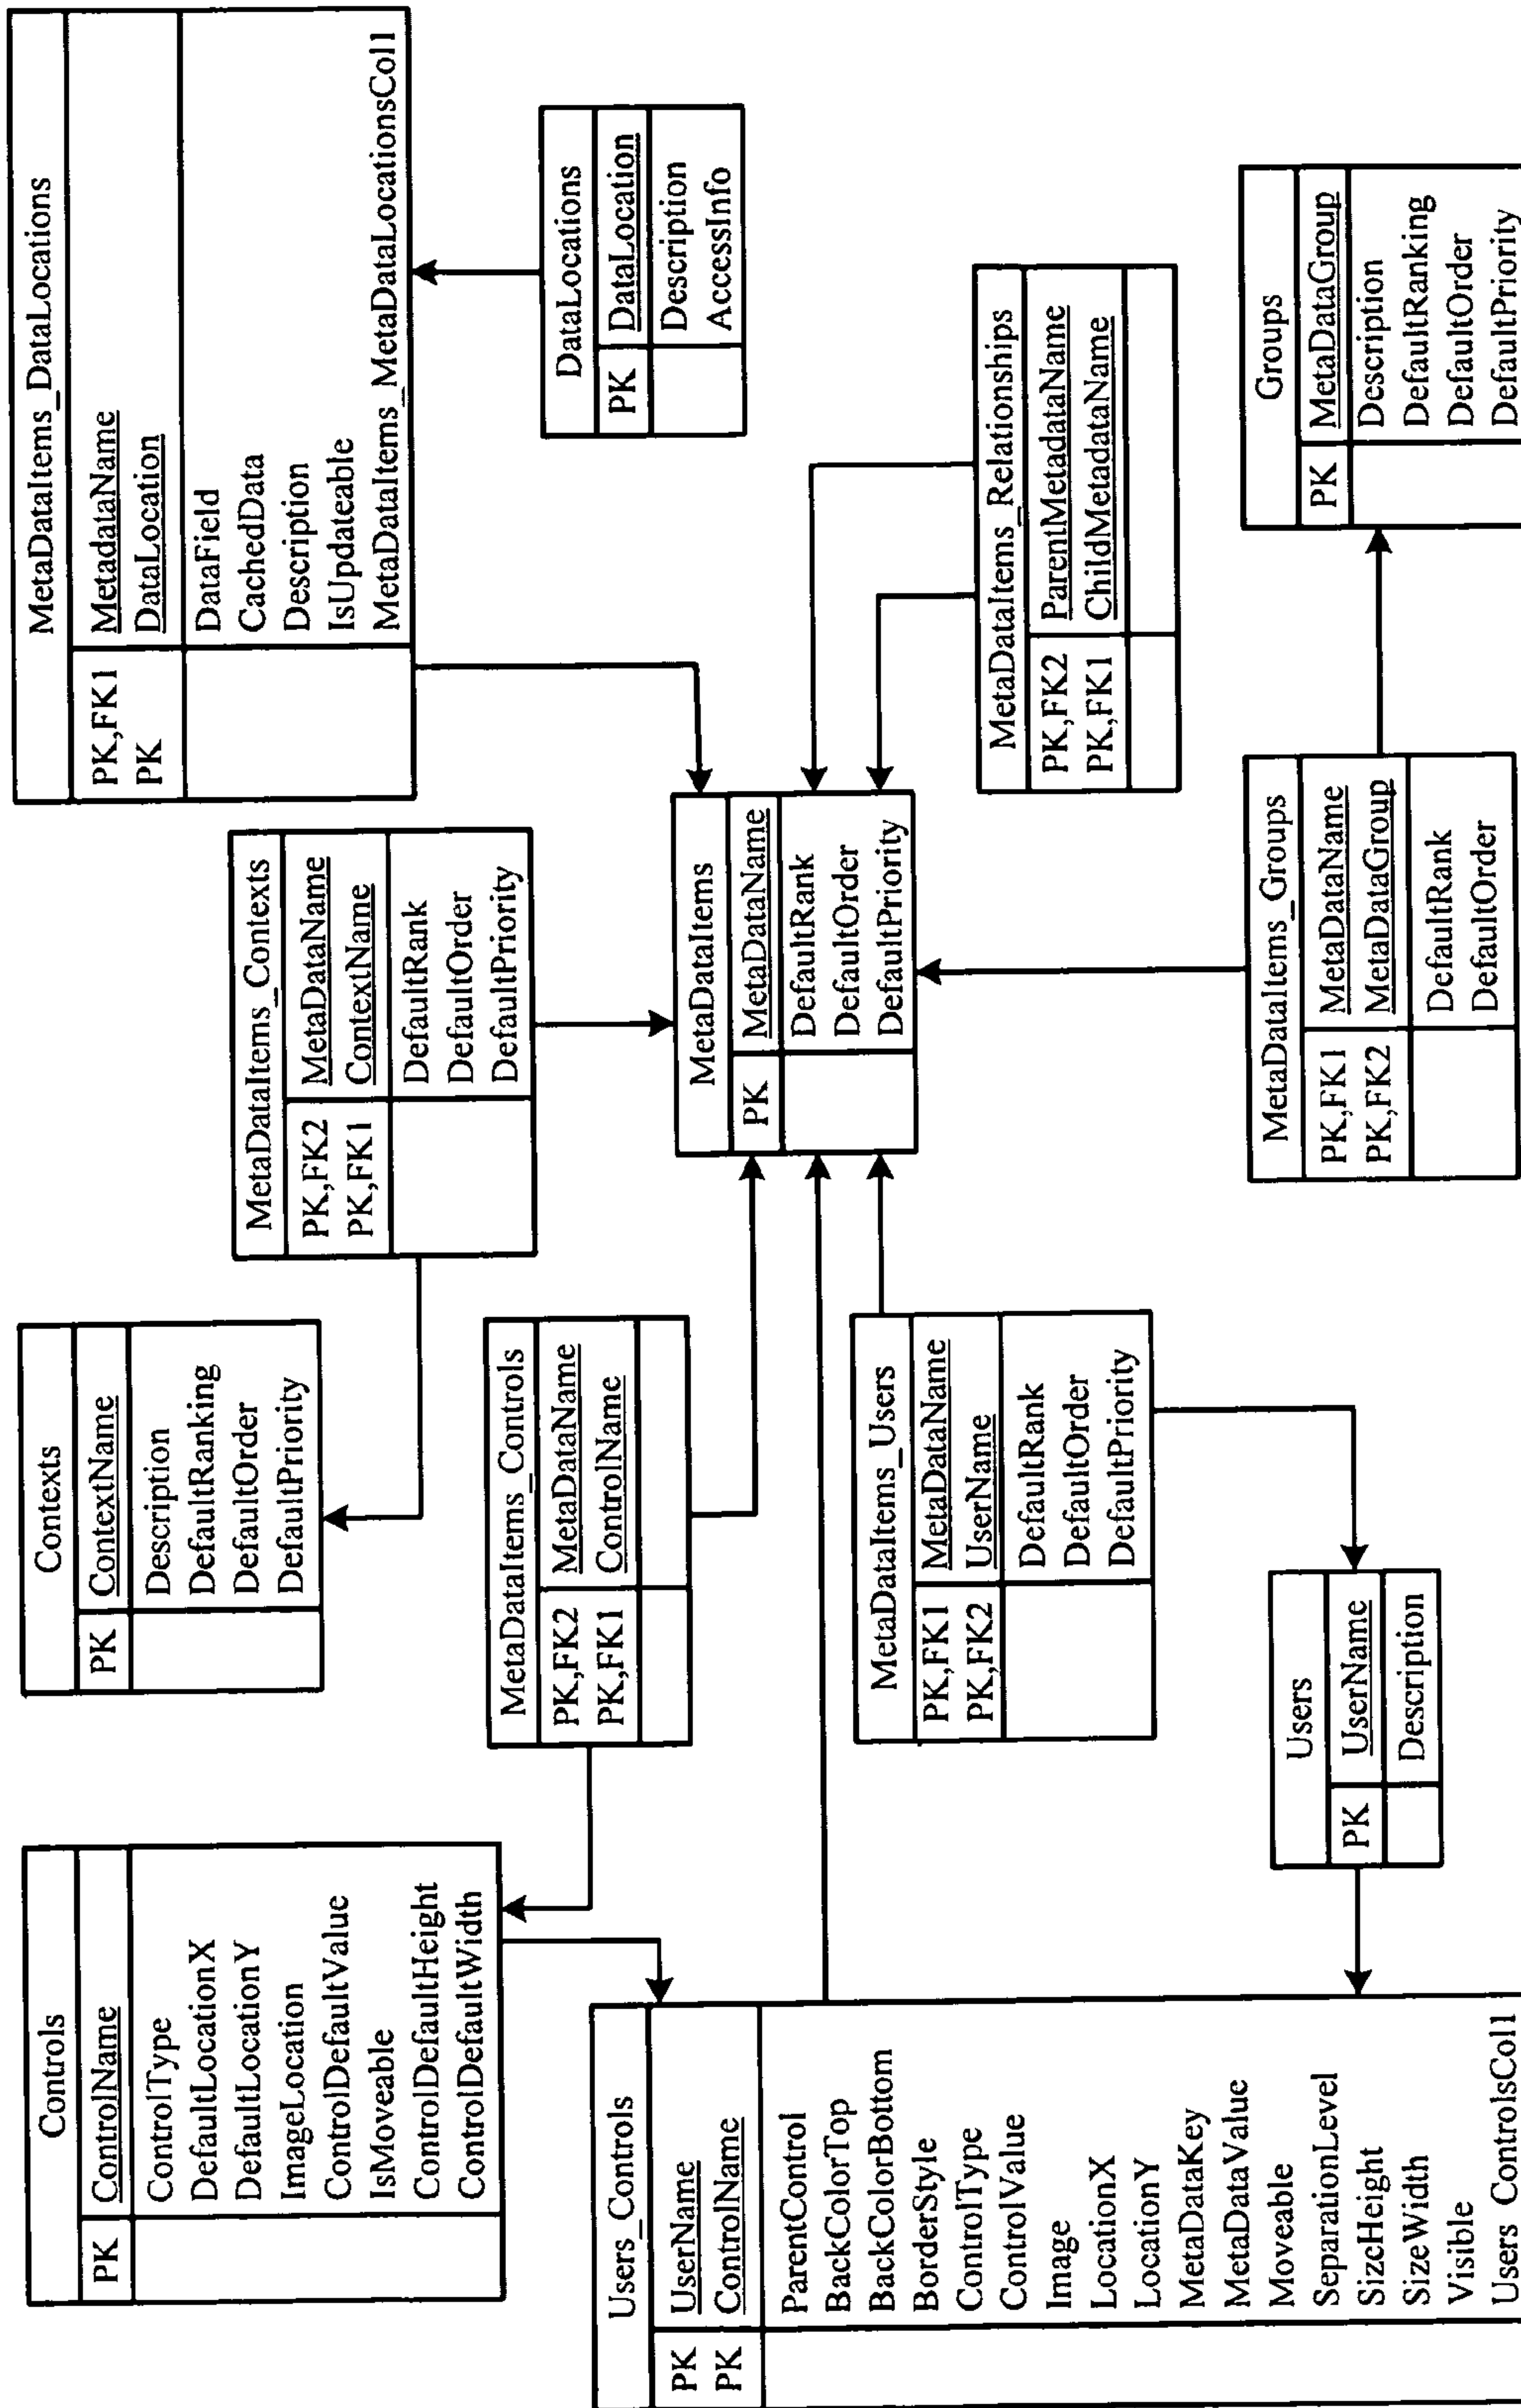 Controls
PK ControlName
ControlType
DefaultLocationX
DefaultLocationY
ImageLocation
ControlDefaultValue
IsMoveable
ControlDefaultHeight
ControlDefaultWidth
Contexts
PK ContextName
Description
DefaultRanking
DefaultOrder
DefaultPriority
MetaDataItems_Contexts
PK,FK2 MetaDataName
PK,FK1 ContextName
DefaultRank
DefaultOrder
DefaultPriority
MetaDataItems_DataLocations
PK,FK1 MetadataName
PK DataLocation
DataField
CachedData
Description
IsUpdateable
MetaDataItems_MetaDataLocationsCol1
MetaDataItems_Controls
PK,FK2 MetaDataName
PK,FK1 ControlName
DataLocations
PK DataLocation
Description
AccessInfo
Users_Controls
PK UserName
PK ControlName
ParentControl
BackColorTop
BackColorBottom
BorderStyle
ControlType
ControlValue
Image
LocationX
LocationY
MetaDataKey
MetaDataValue
Moveable
SeparationLevel
SizeHeight
SizeWidth
Visible
Users_ControlsCol1
MetaDataItems
PK MetaDataName
DefaultRank
DefaultOrder
DefaultPriority
MetaDataItems_Users
PK,FK1 MetaDataName
PK,FK2 UserName
DefaultRank
DefaultOrder
DefaultPriority
MetaDataItems_Relationships
PK,FK2 ParentMetadataName
PK,FK1 ChildMetadataName
Users
PK UserName
Description
MetaDataItems_Groups
PK,FK1 MetaDataName
PK,FK2 MetaDataGroup
DefaultRank
DefaultOrder
Groups
PK MetaDataGroup
Description
DefaultRanking
DefaultOrder
DefaultPriority